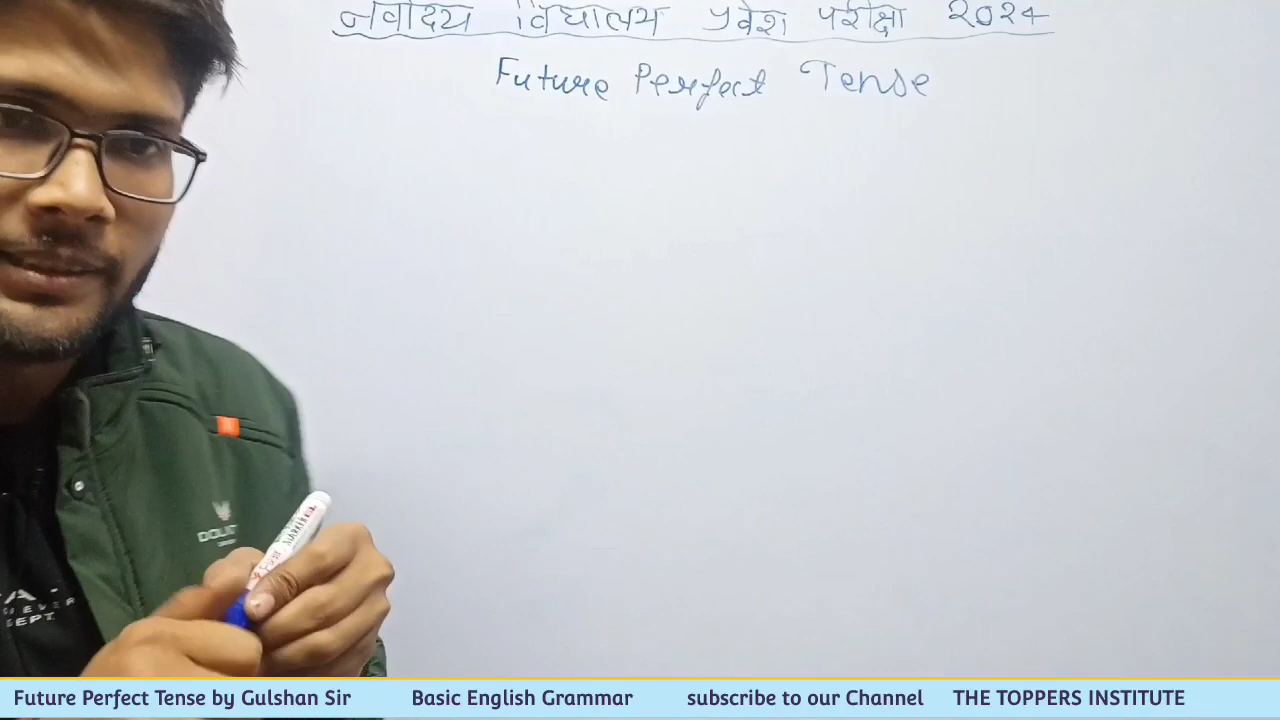 नवोदय विद्यालय प्रवेश परीक्षा २०२४
Future Perfect Tense
MARKER
Future Perfect Tense by Gulshan Sir Basic English Grammar subscribe to our Channel THE TOPPERS INSTITUTE